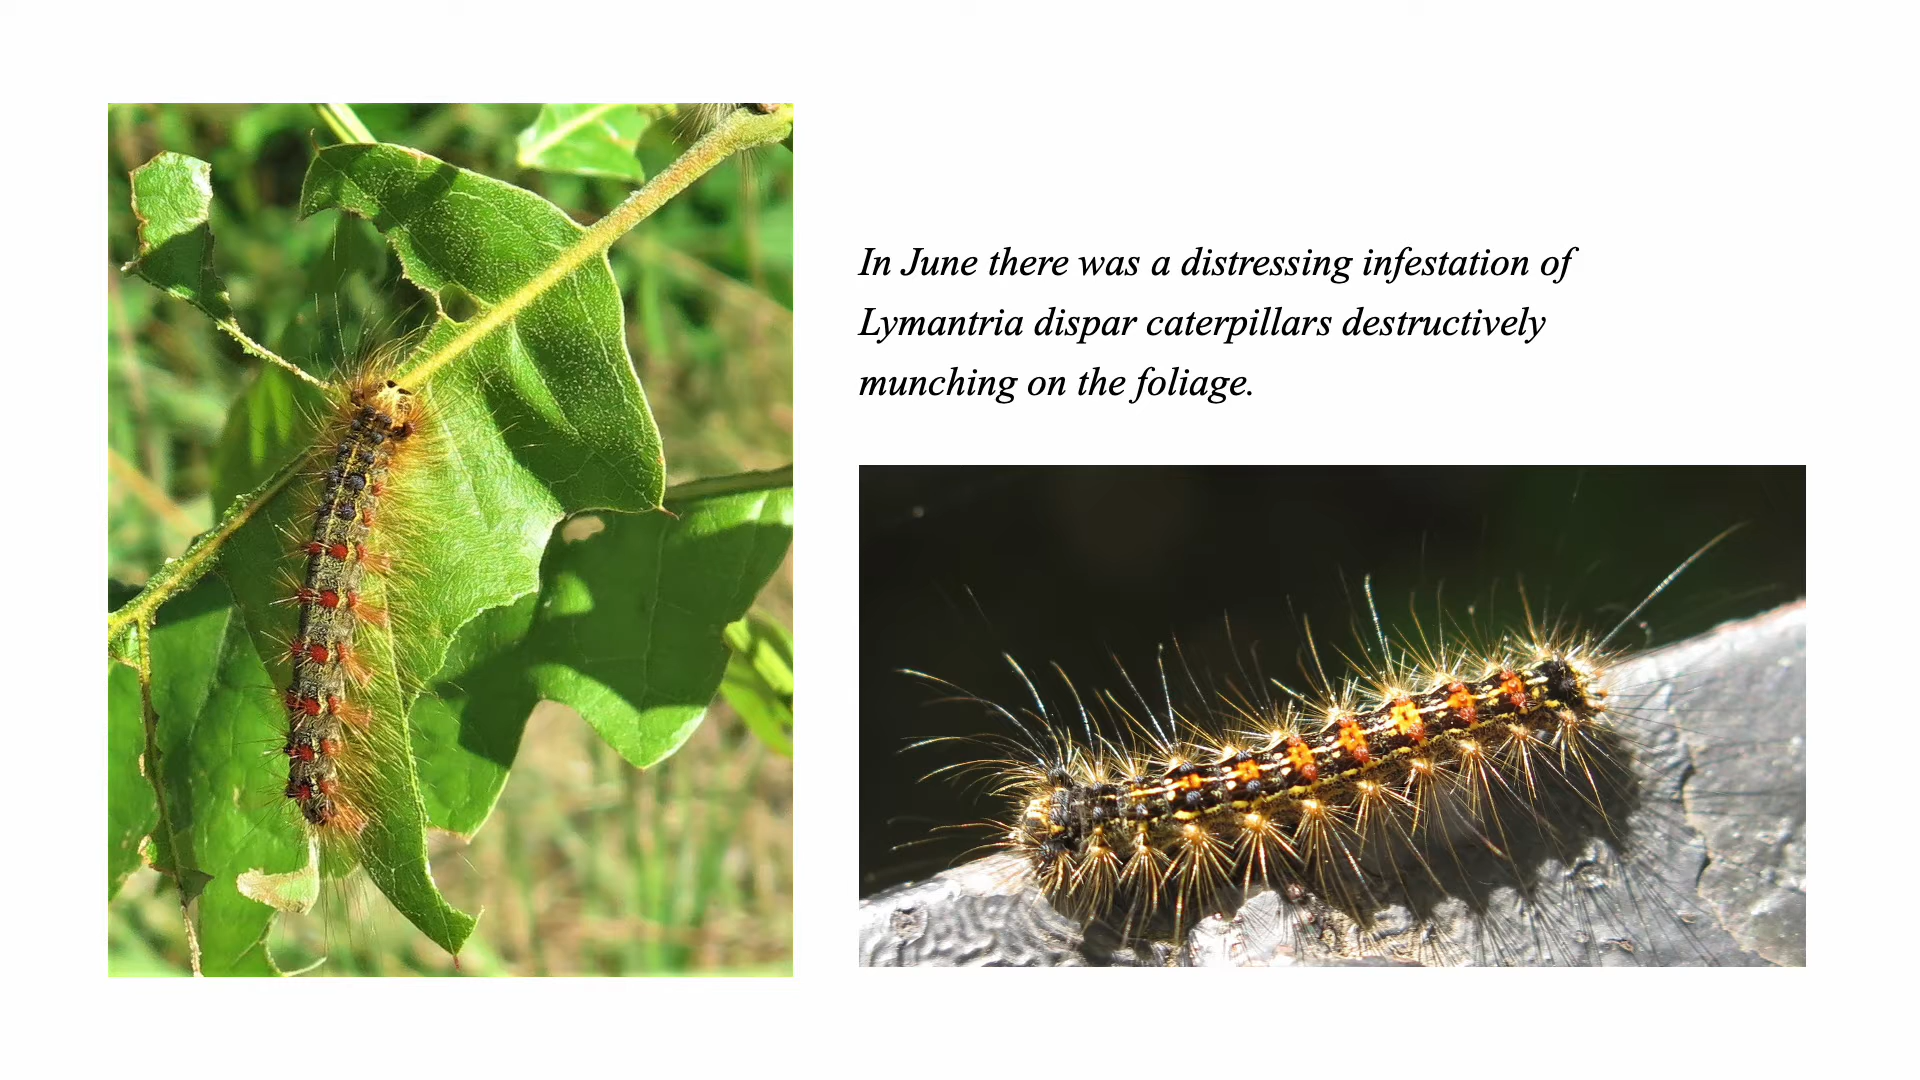 In June there was a distressing infestation of
Lymantria dispar caterpillars destructively
munching on the foliage.